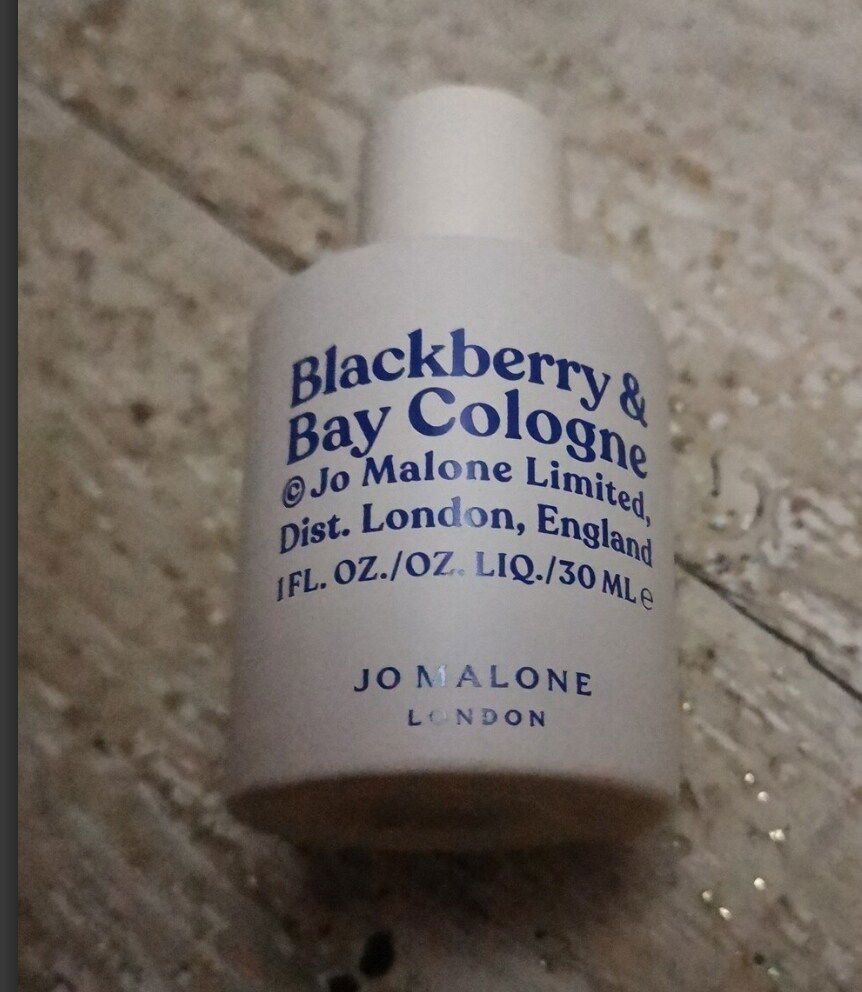 Blackberry &
Bay Cologne
© Jo Malone Limited,
Dist. London, England
1 FL. OZ./OZ. LIQ./30 ML ℮
JO MALONE
LONDON